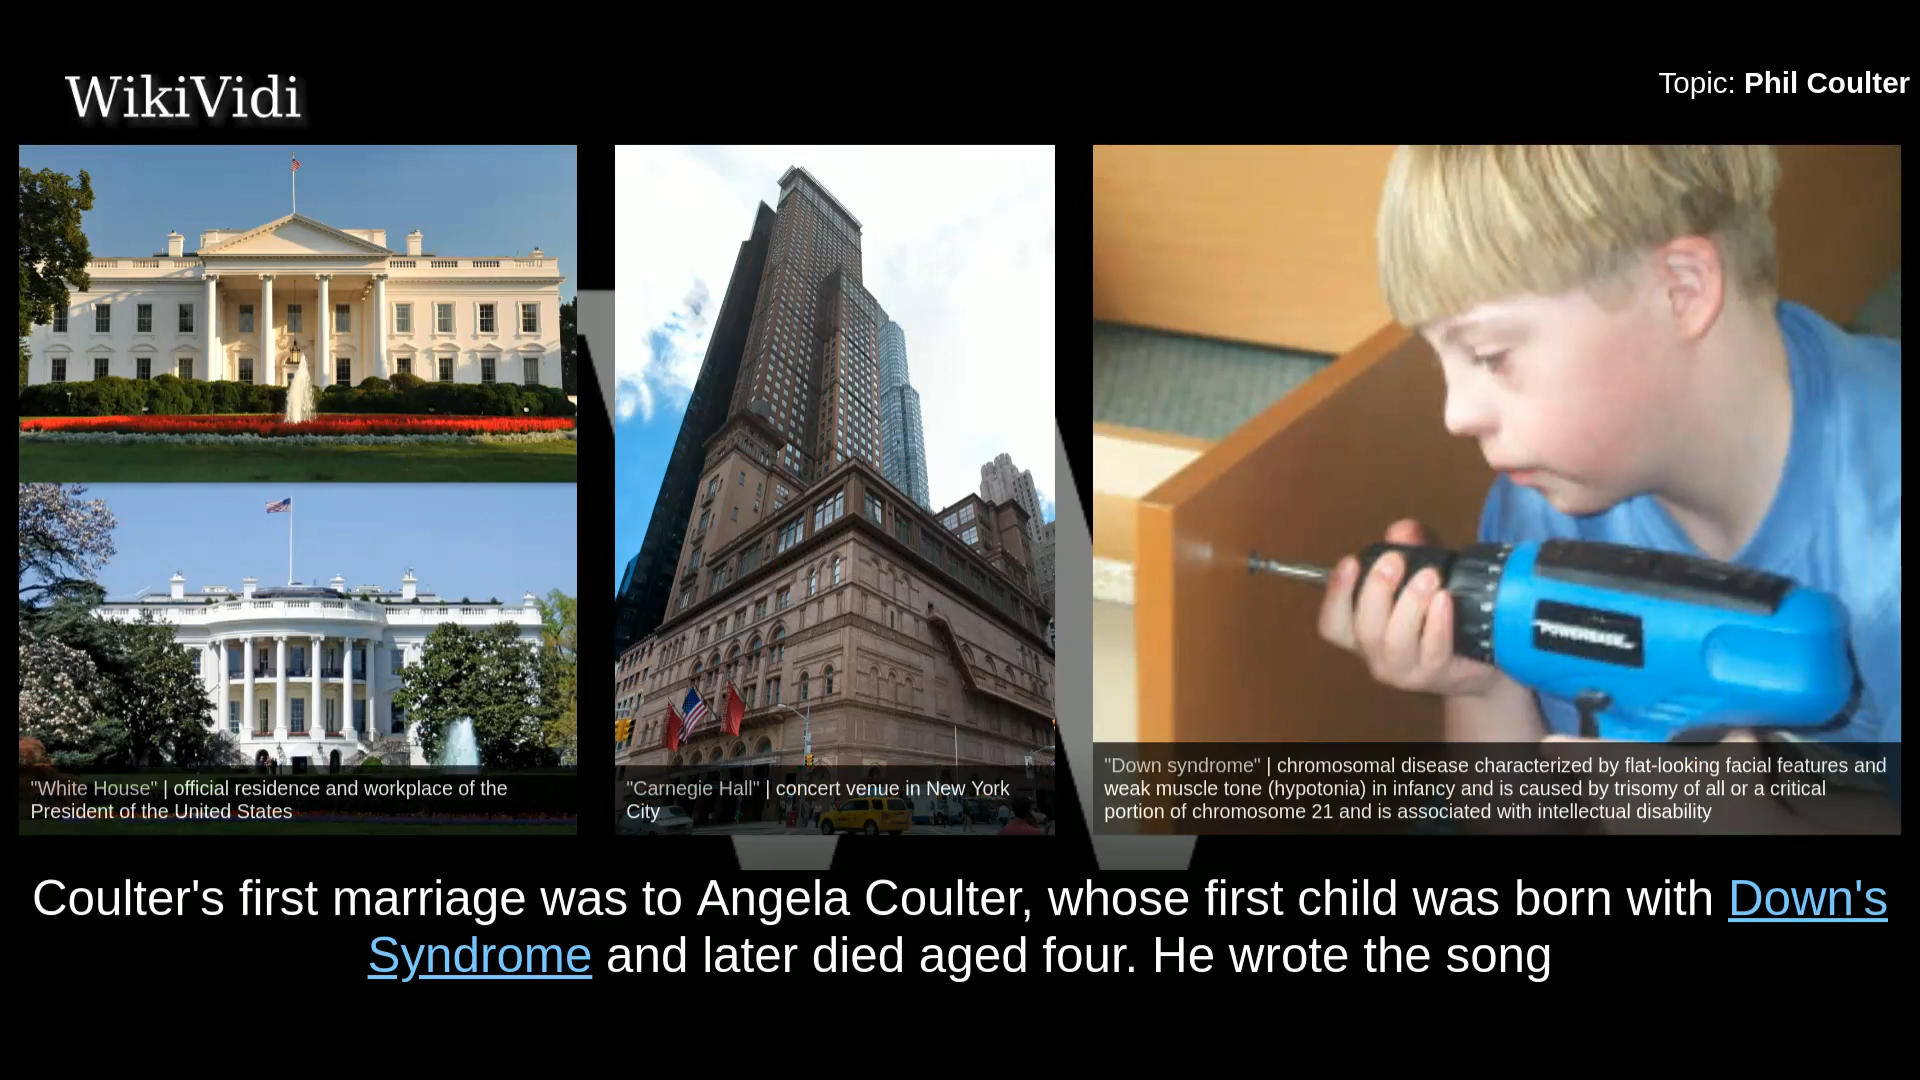 WikiVidi
Topic: Phil Coulter
"White House" | official residence and workplace of the
President of the United States
"Carnegie Hall" | concert venue in New York
City
POWERBASE
"Down syndrome" | chromosomal disease characterized by flat-looking facial features and
weak muscle tone (hypotonia) in infancy and is caused by trisomy of all or a critical
portion of chromosome 21 and is associated with intellectual disability
Coulter's first marriage was to Angela Coulter, whose first child was born with Down's
Syndrome and later died aged four. He wrote the song